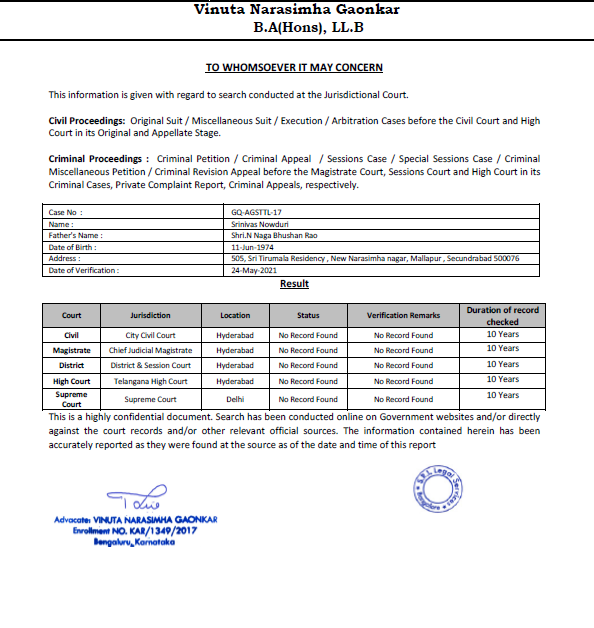 Vinuta Narasimha Gaonkar
B.A(Hons), LL.B
TO WHOMSOEVER IT MAY CONCERN
This information is given with regard to search conducted at the Jurisdictional Court.
Civil Proceedings: Original Suit / Miscellaneous Suit / Execution / Arbitration Cases before the Civil Court and High
Court in its Original and Appellate Stage.
Criminal Proceedings : Criminal Petition / Criminal Appeal / Sessions Case / Special Sessions Case / Criminal
Miscellaneous Petition / Criminal Revision Appeal before the Magistrate Court, Sessions Court and High Court in its
Criminal Cases, Private Complaint Report, Criminal Appeals, respectively.
Case No : GQ-AGSTTL-17
Name : Srinivas Nowduri
Father's Name : Shri.N Naga Bhushan Rao
Date of Birth : 11-Jun-1974
Address : 505, Sri Tirumala Residency , New Narasimha nagar, Mallapur , Secundrabad 500076
Date of Verification : 24-May-2021
Result
Court Jurisdiction Location Status Verification Remarks Duration of record checked
Civil City Civil Court Hyderabad No Record Found No Record Found 10 Years
Magistrate Chief Judicial Magistrate Hyderabad No Record Found No Record Found 10 Years
District District & Session Court Hyderabad No Record Found No Record Found 10 Years
High Court Telangana High Court Hyderabad No Record Found No Record Found 10 Years
Supreme Court Supreme Court Delhi No Record Found No Record Found 10 Years
This is a highly confidential document. Search has been conducted online on Government websites and/or directly
against the court records and/or other relevant official sources. The information contained herein has been
accurately reported as they were found at the source as of the date and time of this report
Advocate: VINUTA NARASIMHA GAONKAR
Enrollment NO. KAR/1349/2017
Bengaluru, Karnataka
Legal Services